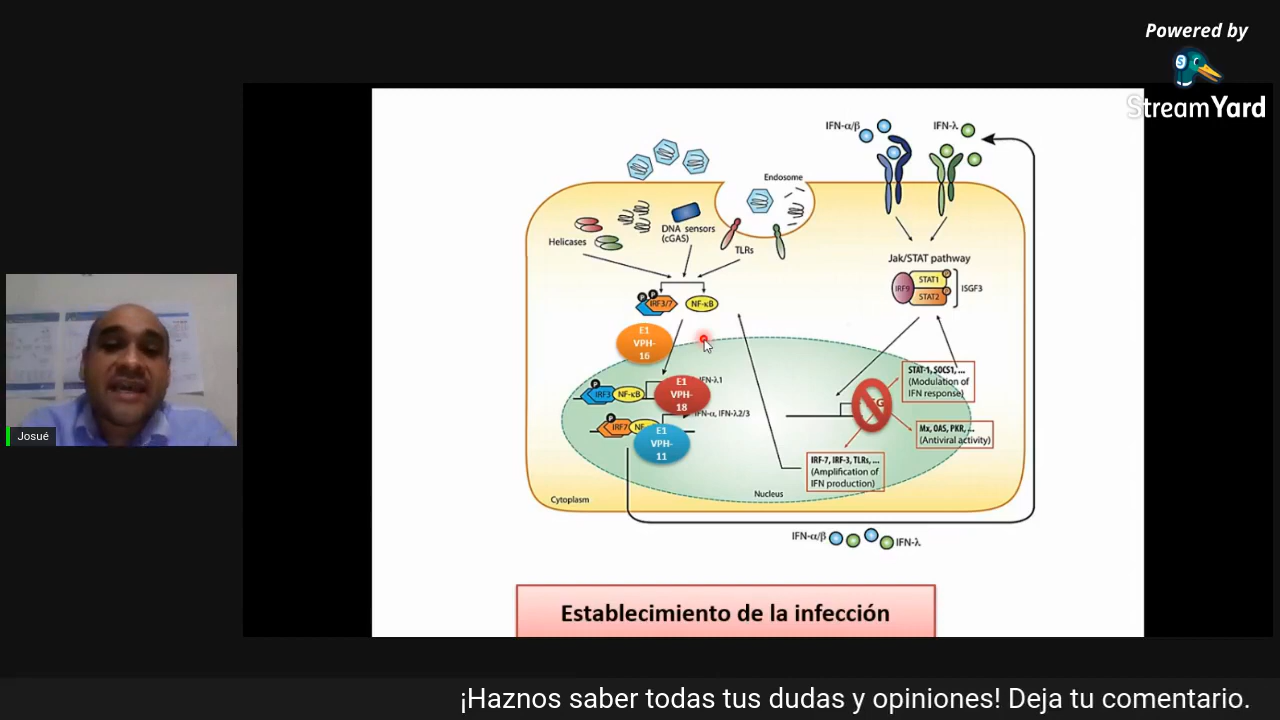 Powered by
StreamYard
IFN-α/β
IFN-λ
Endosome
Helicases
DNA sensors
(cGAS)
TLRs
Jak/STAT pathway
IRF9
STAT1
STAT2
P
P
ISGF3
P
P
IRF3/7
NF-κB
E1
VPH-
16
P
IRF3
NF-κB
E1
VPH-
18
IFN-λ1
IFN-α, IFN-λ2/3
P
IRF7
E1
VPH-
11
STAT-1, SOCS1, ...
(Modulation of
IFN response)
Mx, OAS, PKR, ...
(Antiviral activity)
IRF-7, IRF-3, TLRs, ...
(Amplification of
IFN production)
Nucleus
Cytoplasm
IFN-α/β
IFN-λ
Establecimiento de la infección
Josué
¡Haznos saber todas tus dudas y opiniones! Deja tu comentario.